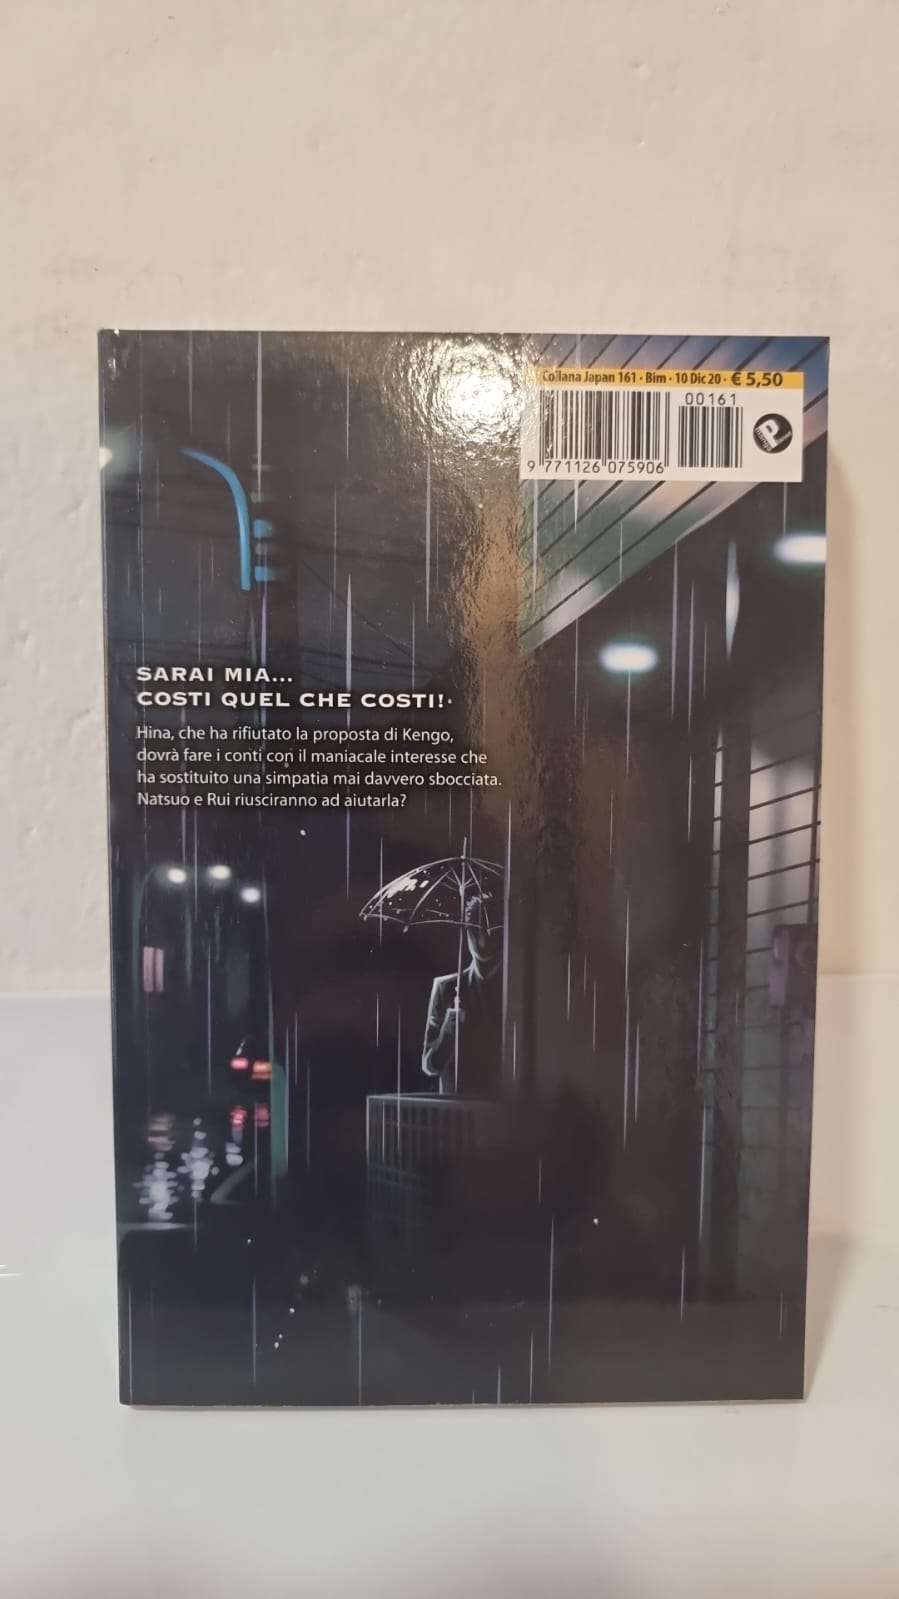 Collana Japan 161 · Bim · 10 Dic 20 · € 5,50
00161
9 771126 075906
SARAI MIA...
COSTI QUEL CHE COSTI!
Hina, che ha rifiutato la proposta di Kengo,
dovrà fare i conti con il maniacale interesse che
ha sostituito una simpatia mai davvero sbocciata.
Natsuo e Rui riusciranno ad aiutarla?